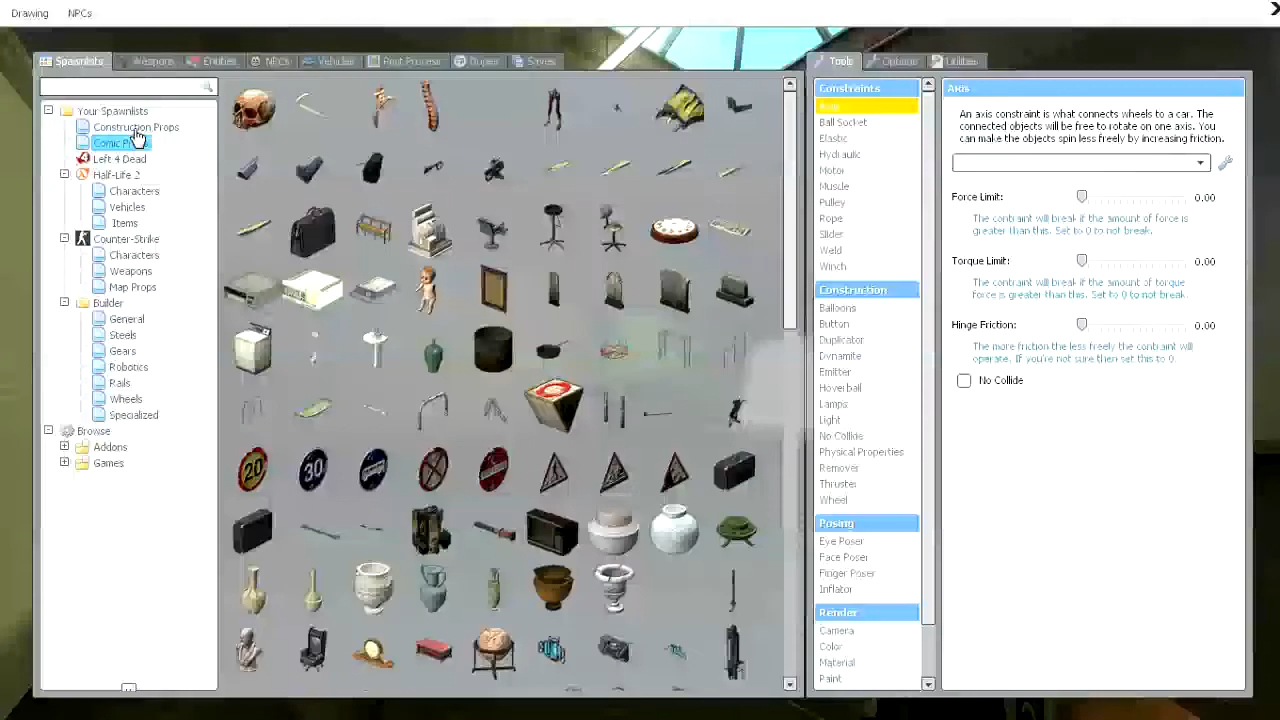 Drawing NPCs
Spawnlists Weapons Entities NPCs Vehicles Post Process Dupes Saves
Your Spawnlists
Construction Props
Comic
Left 4 Dead
Half-Life 2
Characters
Vehicles
Items
Counter-Strike
Characters
Weapons
Map Props
Builder
General
Steels
Gears
Robotics
Rails
Wheels
Specialized
Browse
Addons
Games
20 30
Tools Options Utilities
Constraints
Axis
Ball Socket
Elastic
Hydraulic
Motor
Muscle
Pulley
Rope
Slider
Weld
Winch
Construction
Balloons
Button
Duplicator
Dynamite
Emitter
Hoverball
Lamps
Light
No Collide
Physical Properties
Remover
Thruster
Wheel
Posing
Eye Poser
Face Poser
Finger Poser
Inflator
Render
Camera
Color
Material
Paint
Axis
An axis constraint is what connects wheels to a car. The
connected objects will be free to rotate on one axis. You
can make the objects spin less freely by increasing friction.
Force Limit: 0.00
The contraint will break if the amount of force is
greater than this. Set to 0 to not break.
Torque Limit: 0.00
The contraint will break if the amount of torque
force is greater than this. Set to 0 to not break.
Hinge Friction: 0.00
The more friction the less freely the contraint will
operate. If you're not sure then set this to 0.
No Collide